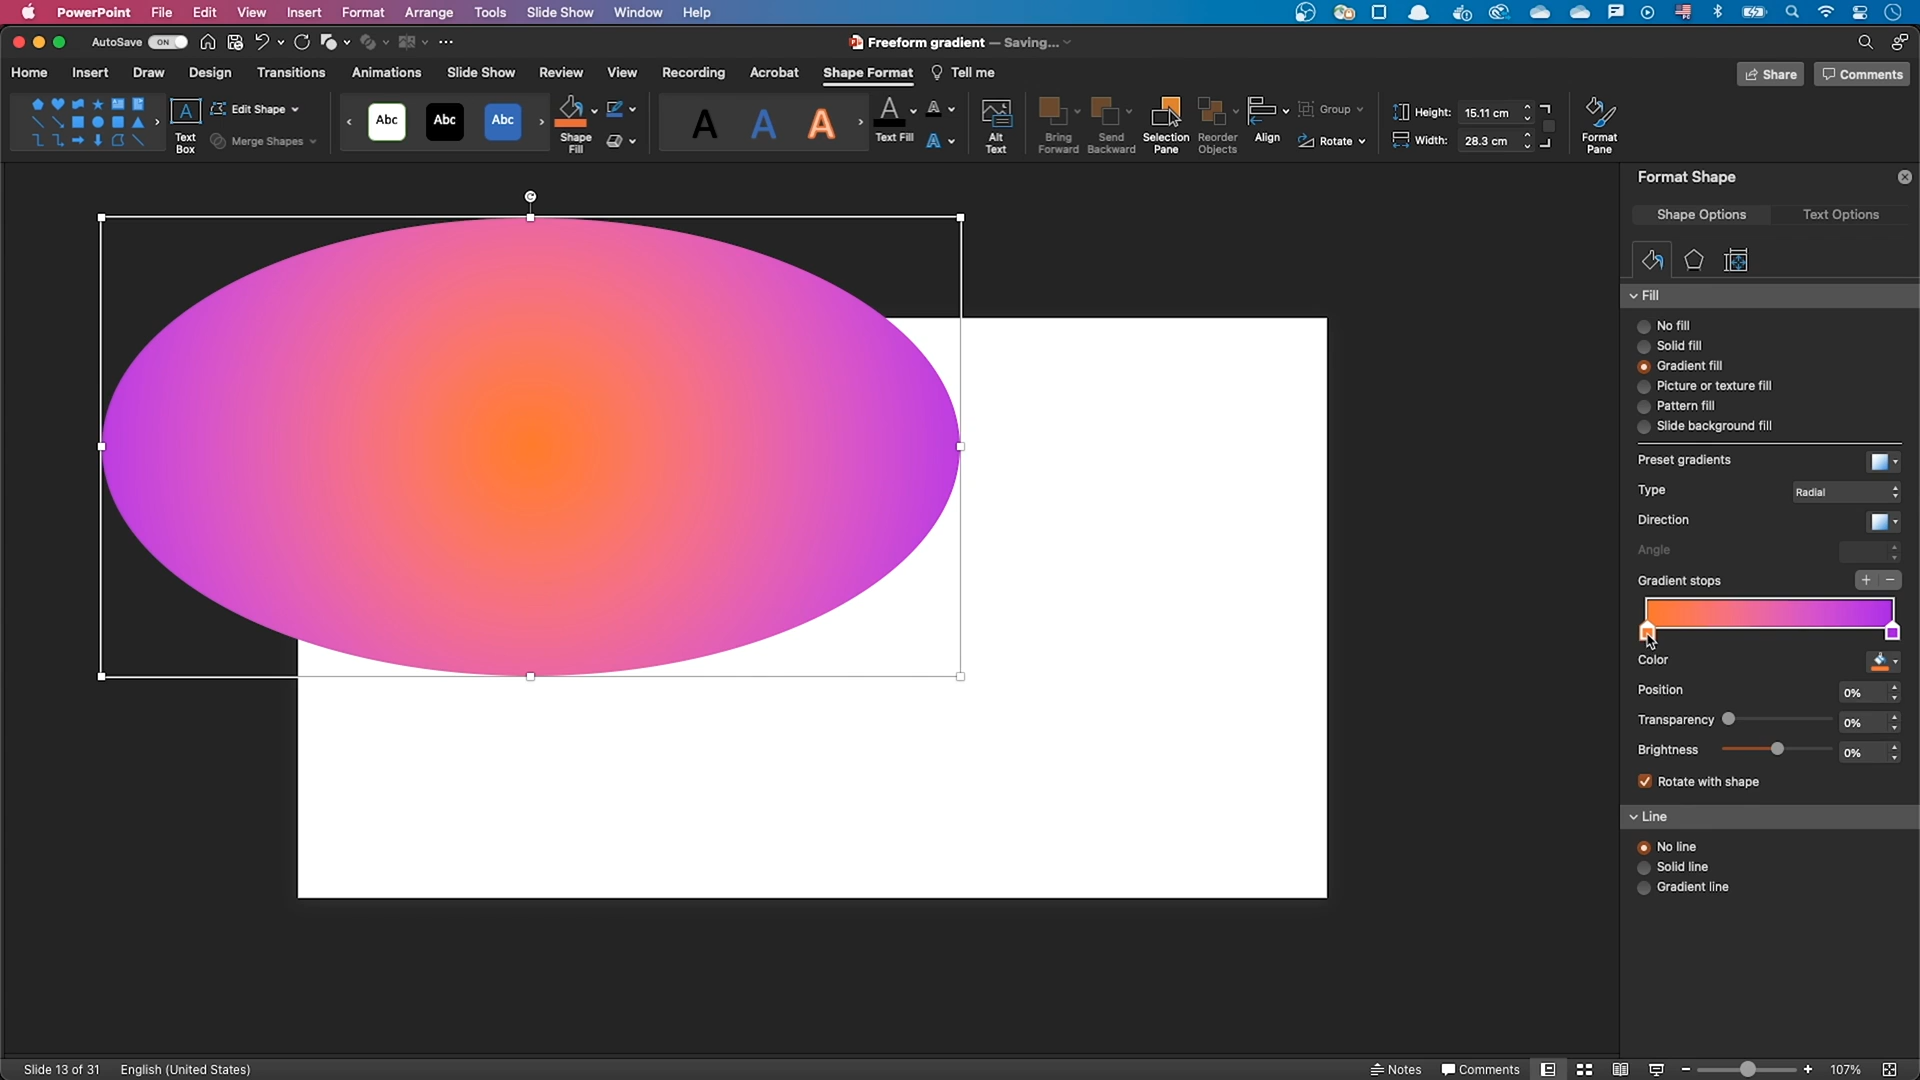 PowerPoint File Edit View Insert Format Arrange Tools Slide Show Window Help
AutoSave ON Freeform gradient — Saving...
Home Insert Draw Design Transitions Animations Slide Show Review View Recording Acrobat Shape Format Tell me Share Comments
Text Box
Edit Shape
Merge Shapes
Abc Abc Abc
Shape Fill
A A A
Text Fill
Alt Text
Bring Forward
Send Backward
Selection Pane
Reorder Objects
Align
Group
Rotate
Height: 15.11 cm
Width: 28.3 cm
Format Pane
Format Shape
Shape Options Text Options
Fill
No fill
Solid fill
Gradient fill
Picture or texture fill
Pattern fill
Slide background fill
Preset gradients
Type Radial
Direction
Angle
Gradient stops
Color
Position 0%
Transparency 0%
Brightness 0%
Rotate with shape
Line
No line
Solid line
Gradient line
Slide 13 of 31 English (United States) Notes Comments 107%